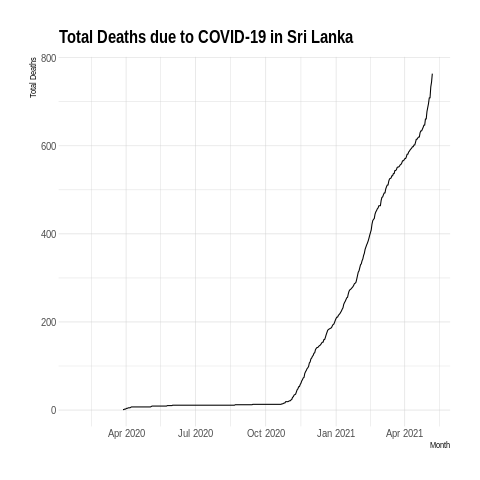 Total Deaths due to COVID-19 in Sri Lanka
Total Deaths
800
600
400
200
0
Apr 2020 Jul 2020 Oct 2020 Jan 2021 Apr 2021
Month